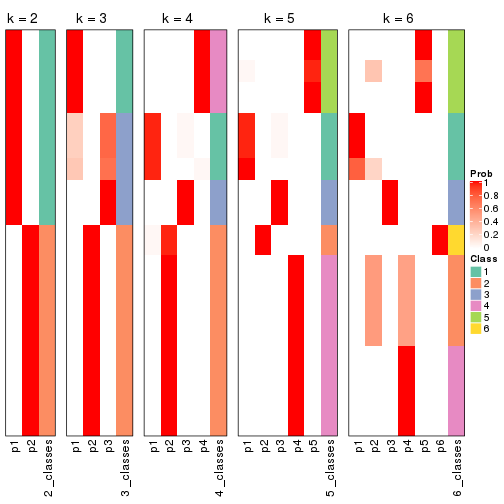 k = 2
k = 3
k = 4
k = 5
k = 6
Prob
1
0.8
0.6
0.4
0.2
0
Class
1
2
3
4
5
6
p1
p2
2_classes
p1
p2
p3
3_classes
p1
p2
p3
p4
4_classes
p1
p2
p3
p4
p5
5_classes
p1
p2
p3
p4
p5
p6
6_classes